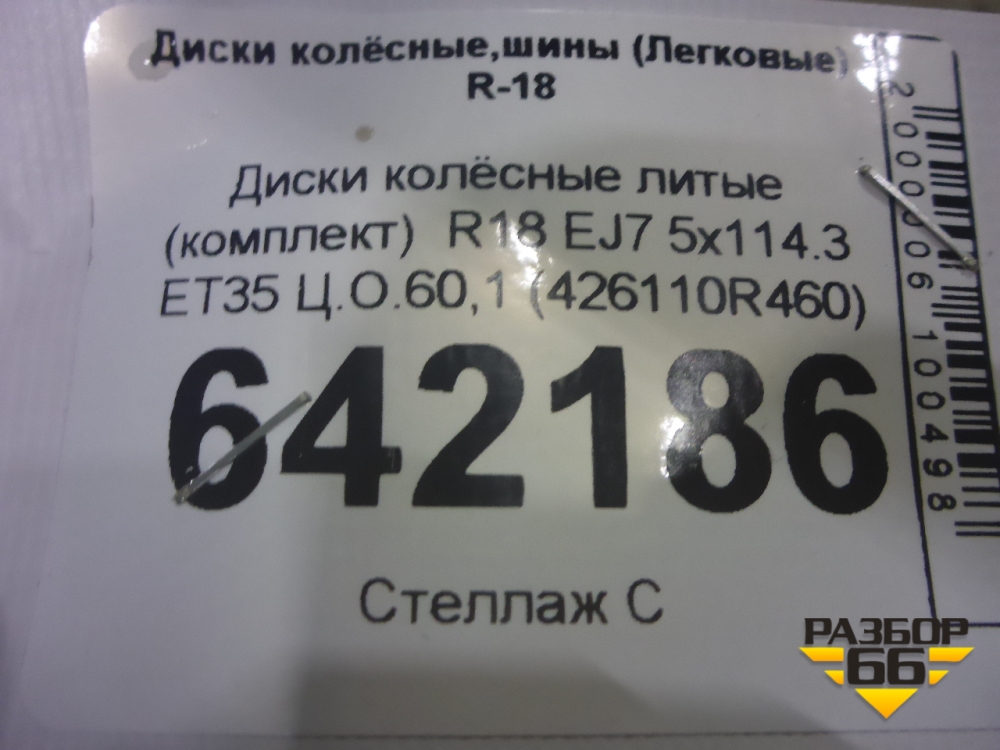 Диски колёсные,шины (Легковые)
R-18
Диски колёсные литые
(комплект) R18 EJ7 5x114.3
ET35 Ц.О.60,1 (426110R460)
642186
Стеллаж С
2000006100498
РАЗБОР
66